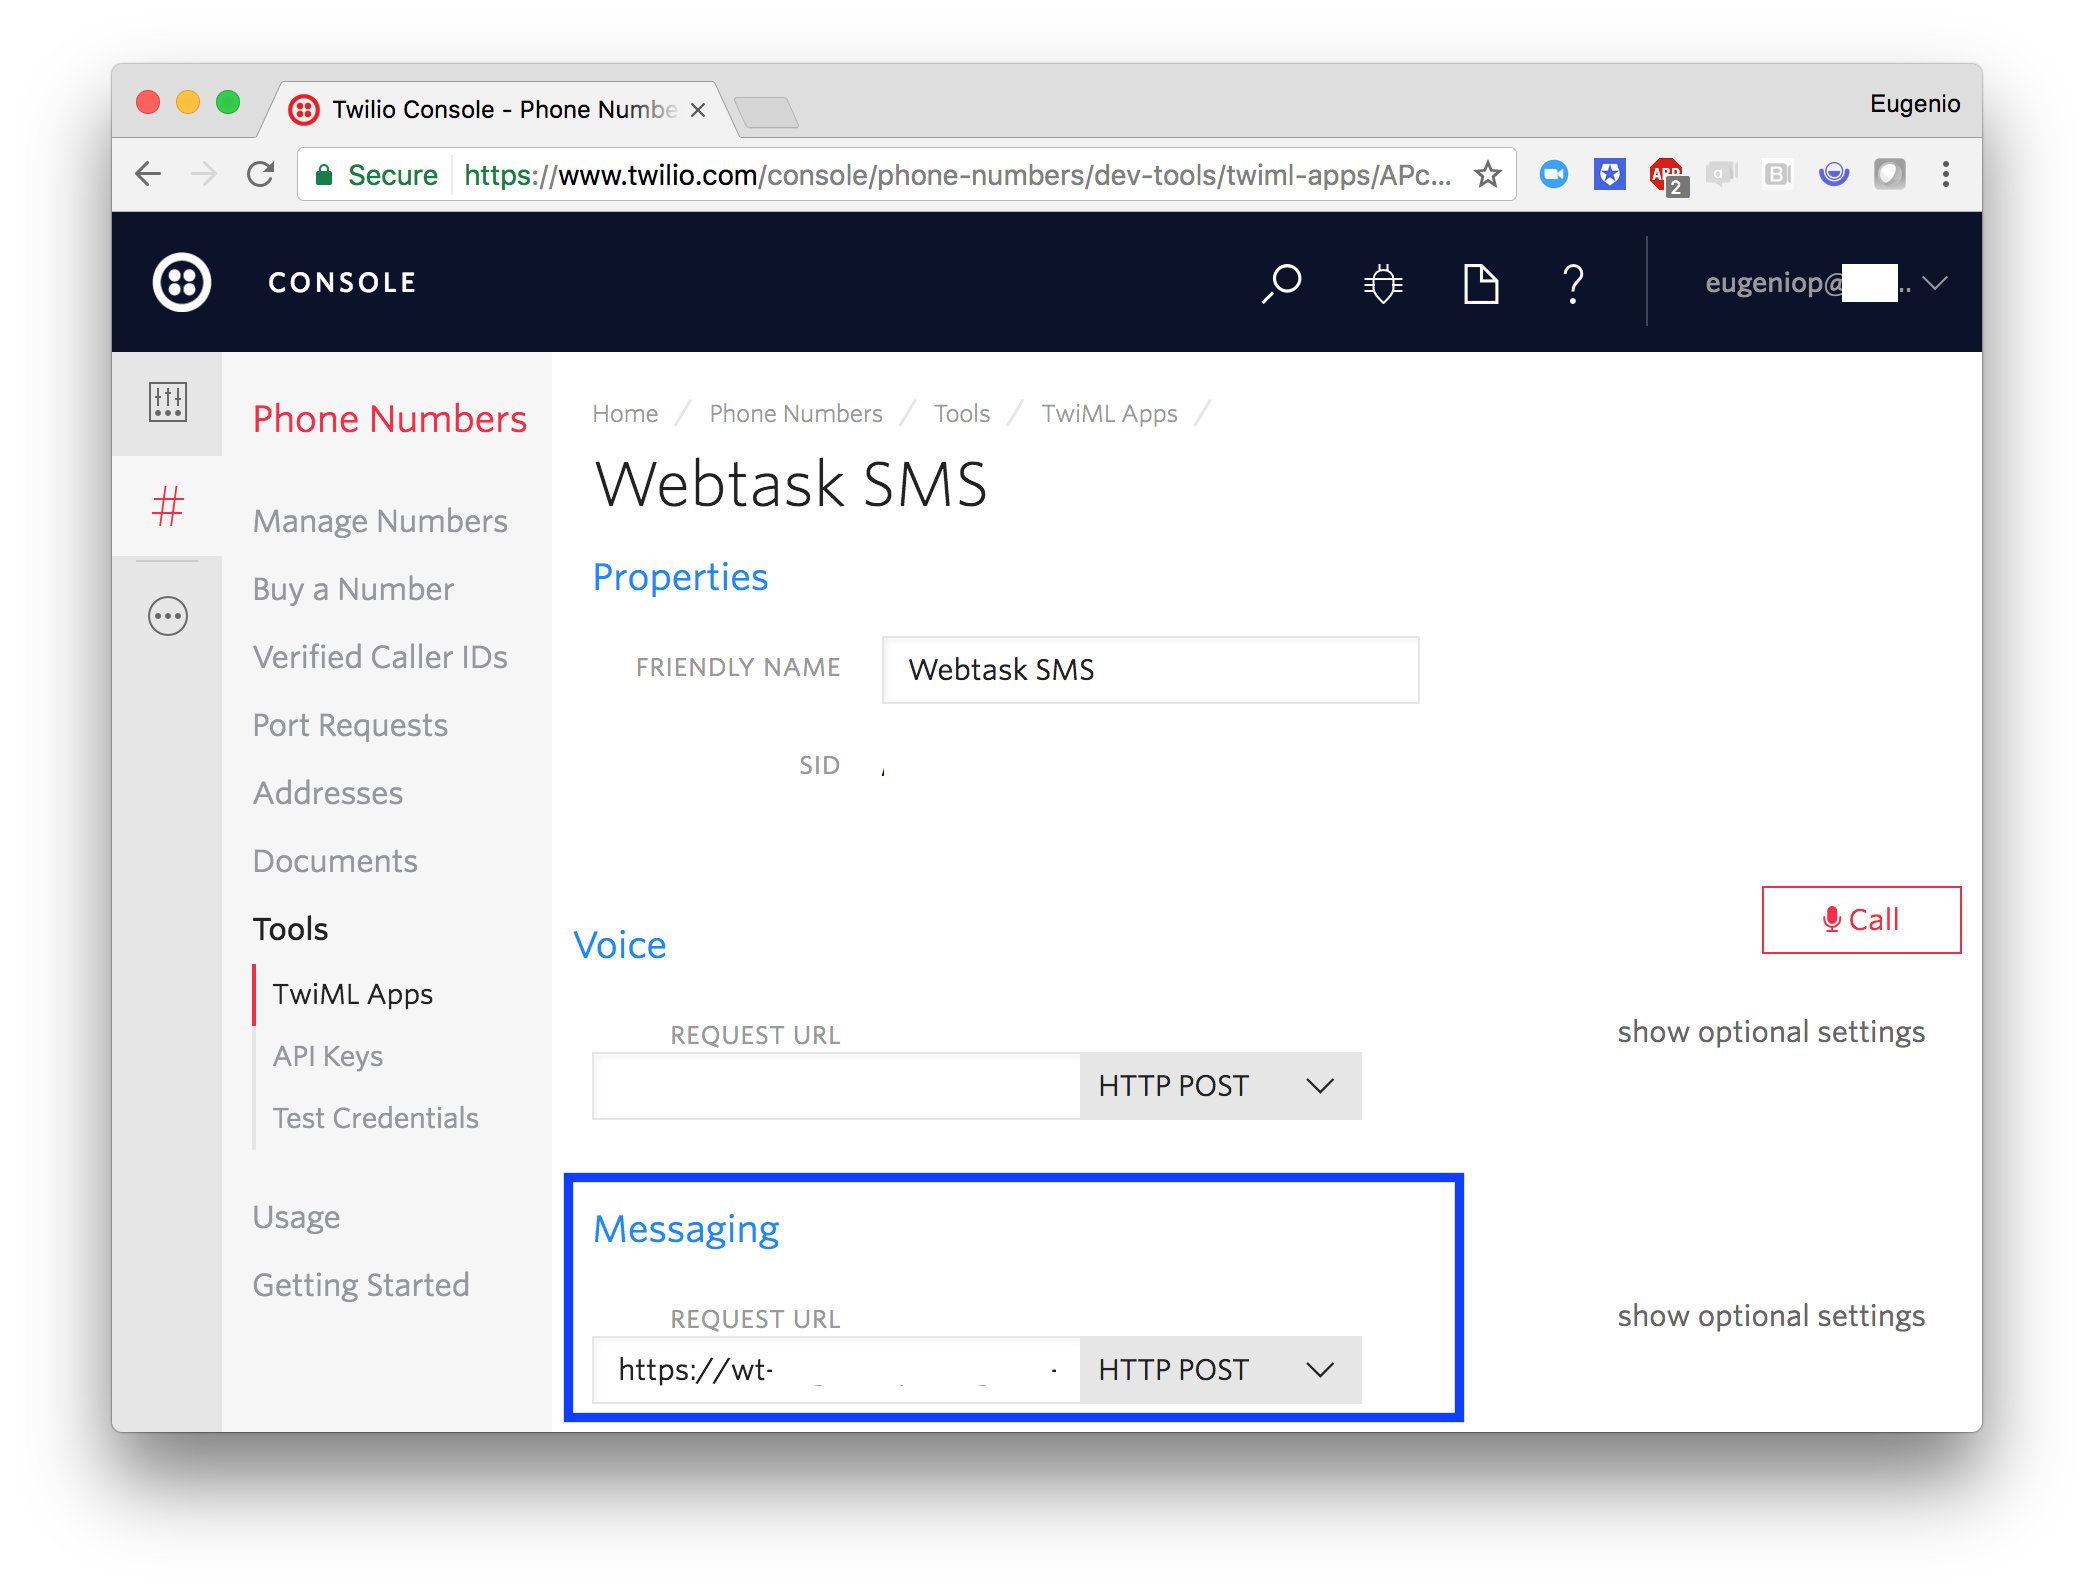 Twilio Console - Phone Numbe
Eugenio
Secure https://www.twilio.com/console/phone-numbers/dev-tools/twiml-apps/APc...
ABP 2
a
B
CONSOLE
?
eugeniop@ ..
Phone Numbers
Manage Numbers
Buy a Number
Verified Caller IDs
Port Requests
Addresses
Documents
Tools
TwiML Apps
API Keys
Test Credentials
Usage
Getting Started
Home / Phone Numbers / Tools / TwiML Apps /
Webtask SMS
Properties
FRIENDLY NAME Webtask SMS
SID
Call
Voice
REQUEST URL
show optional settings
HTTP POST
Messaging
REQUEST URL
show optional settings
https://wt- - HTTP POST